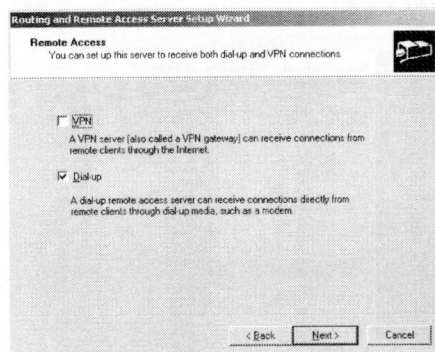 Routing and Remote Access Server Setup Wizard
Remote Access
You can set up this server to receive both dial-up and VPN connections.
VPN
A VPN server (also called a VPN gateway) can receive connections from
remote clients through the Internet.
Dial-up
A dial-up remote access server can receive connections directly from
remote clients through dial-up media, such as a modem.
< Back
Next >
Cancel